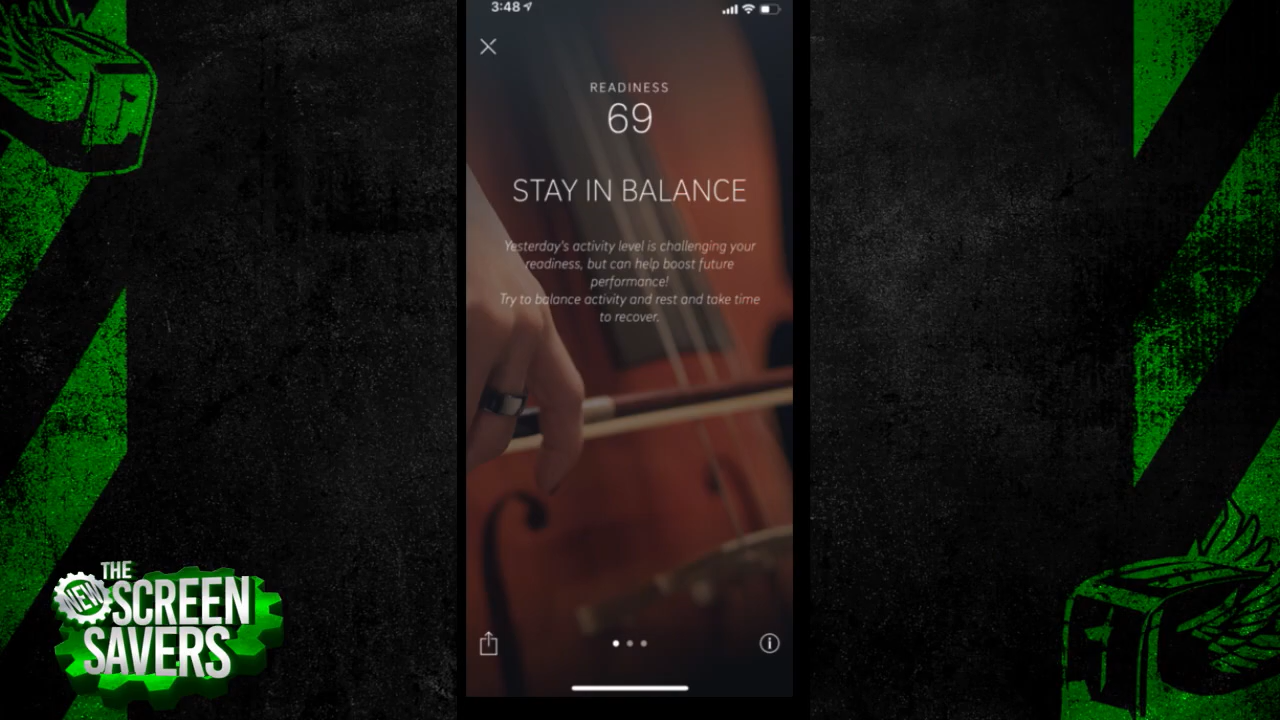 3:48
READINESS
69
STAY IN BALANCE
Yesterday's activity level is challenging your
readiness, but can help boost future
performance!
Try to balance activity and rest and take time
to recover.
THE
NEW
SCREEN
SAVERS